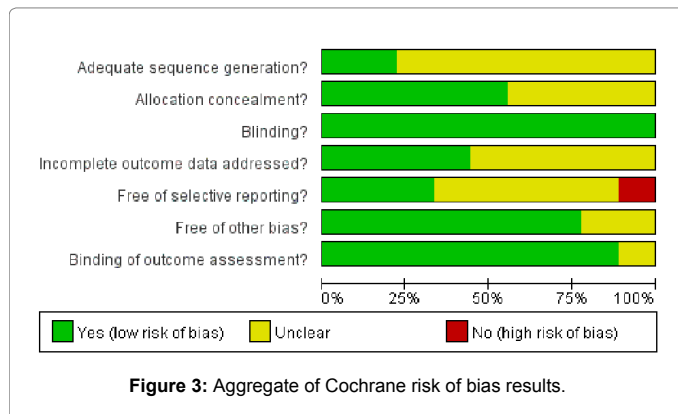 Adequate sequence generation?
Allocation concealment?
Blinding?
Incomplete outcome data addressed?
Free of selective reporting?
Free of other bias?
Binding of outcome assessment?
0% 25% 50% 75% 100%
Yes (low risk of bias) Unclear No (high risk of bias)
Figure 3: Aggregate of Cochrane risk of bias results.